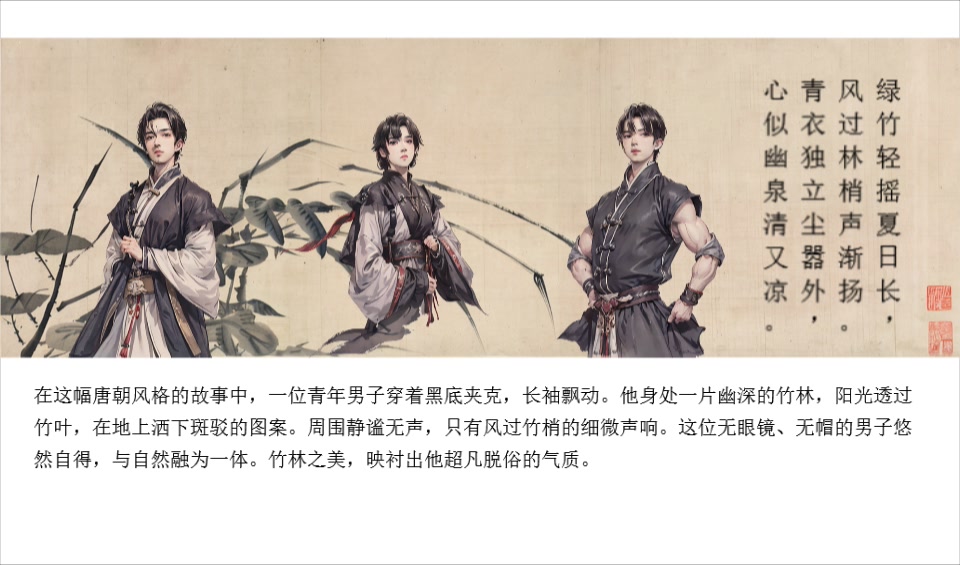 绿竹轻摇夏日长，
风过林梢声渐扬。
青衣独立尘器外，
心似幽泉清又凉。
在这幅唐朝风格的故事中，一位青年男子穿着黑底夹克，长袖飘动。他身处一片幽深的竹林，阳光透过
竹叶，在地上洒下斑驳的图案。周围静谧无声，只有风过竹梢的细微声响。这位无眼镜、无帽的男子悠
然自得，与自然融为一体。竹林之美，映衬出他超凡脱俗的气质。